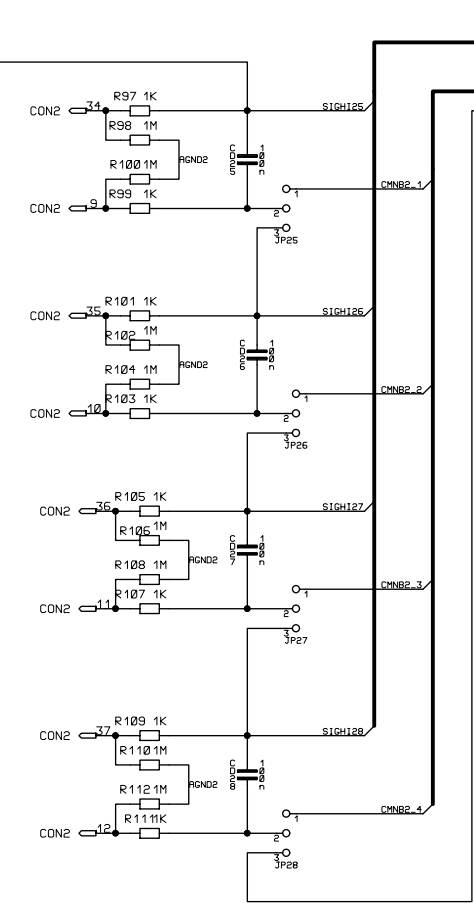 R97 1K
CON2 34
SIGHI25
R98 1M
CD25 100n
AGND2
R100 1M
R99 1K
CON2 9
1
CMNB2_1
2
3
JP25
R101 1K
CON2 35
SIGHI26
R102 1M
CD26 100n
AGND2
R104 1M
R103 1K
CON2 10
1
CMNB2_2
2
3
JP26
R105 1K
CON2 36
SIGHI27
R106 1M
CD27 100n
AGND2
R108 1M
R107 1K
CON2 11
1
CMNB2_3
2
3
JP27
R109 1K
CON2 37
SIGHI28
R110 1M
CD28 100n
AGND2
R112 1M
R111 1K
CON2 12
1
CMNB2_4
2
3
JP28